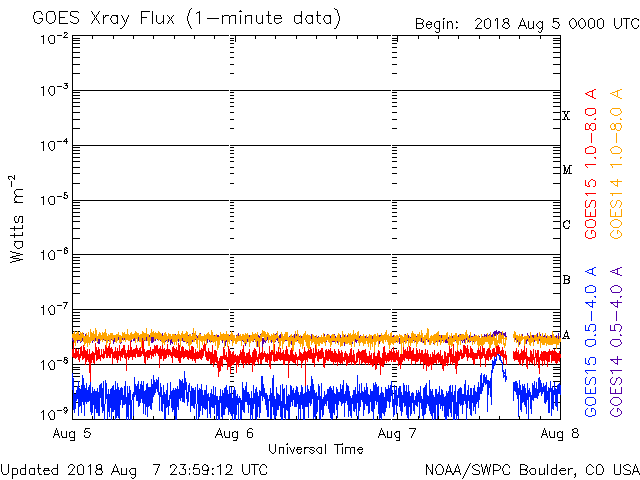 GOES Xray Flux (1-minute data)
Begin: 2018 Aug 5 0000 UTC
10⁻²
10⁻³
10⁻⁴
10⁻⁵
10⁻⁶
10⁻⁷
10⁻⁸
10⁻⁹
Watts m⁻²
X
M
C
B
A
GOES15 1.0-8.0 A
GOES14 1.0-8.0 A
GOES15 0.5-4.0 A
GOES14 0.5-4.0 A
Aug 5 Aug 6 Aug 7 Aug 8
Universal Time
Updated 2018 Aug 7 23:59:12 UTC
NOAA/SWPC Boulder, CO USA